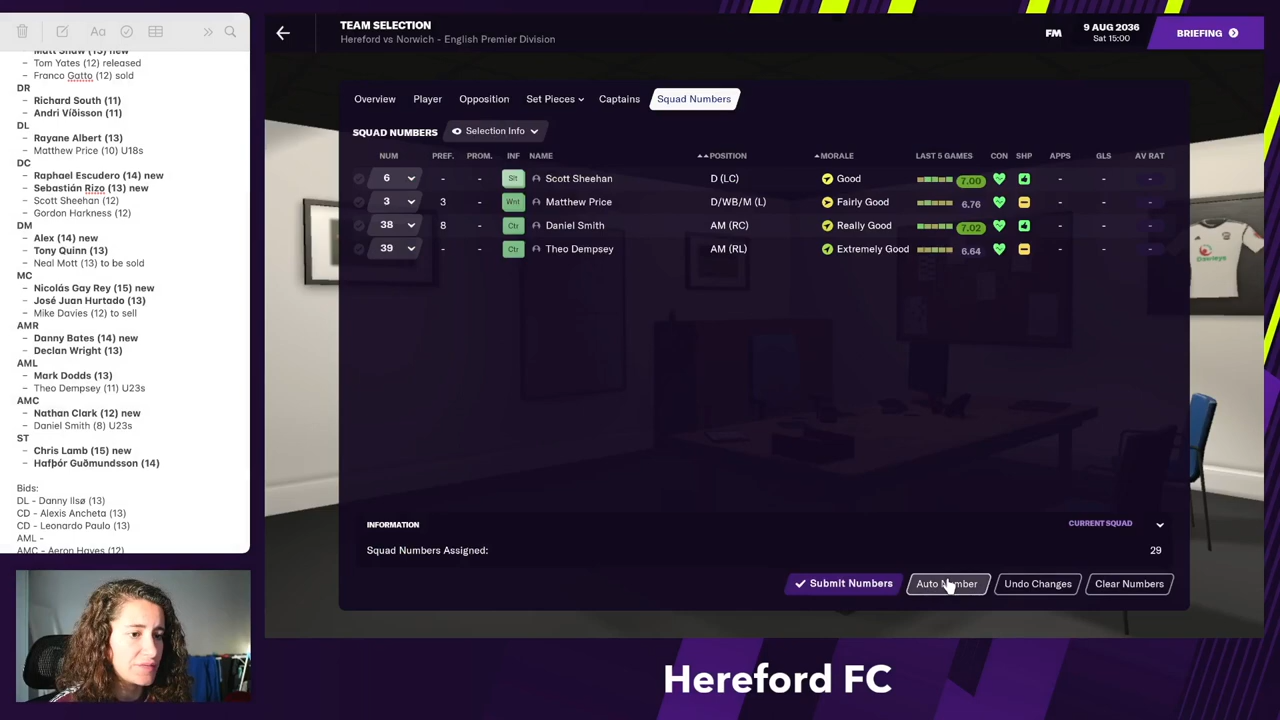 Matt Shaw (13) new
– Tom Yates (12) released
– Franco Gatto (12) sold
DR
– Richard South (11)
– Andri Víðisson (11)
DL
– Rayane Albert (13)
– Matthew Price (10) U18s
DC
– Raphael Escudero (14) new
– Sebastián Rizo (13) new
– Scott Sheehan (12)
– Gordon Harkness (12)
DM
– Alex (14) new
– Tony Quinn (13)
– Neal Mott (13) to be sold
MC
– Nicolás Gay Rey (15) new
– José Juan Hurtado (13)
– Mike Davies (12) to sell
AMR
– Danny Bates (14) new
– Declan Wright (13)
AML
– Mark Dodds (13)
– Theo Dempsey (11) U23s
AMC
– Nathan Clark (12) new
– Daniel Smith (8) U23s
ST
– Chris Lamb (15) new
– Hafþór Guðmundsson (14)
Bids:
DL - Danny Ilsø (13)
CD - Alexis Ancheta (13)
CD - Leonardo Paulo (13)
AML -
AMC - Aeron Hayes (12)
TEAM SELECTION
Hereford vs Norwich - English Premier Division
FM 9 AUG 2036
Sat 15:00
BRIEFING
Overview Player Opposition Set Pieces Captains Squad Numbers
SQUAD NUMBERS Selection Info
NUM PREF. PROM. INF NAME POSITION MORALE LAST 5 GAMES CON SHP APPS GLS AV RAT
6 - - Slt Scott Sheehan D (LC) Good 7.00 - - -
3 3 - Wnt Matthew Price D/WB/M (L) Fairly Good 6.76 - - -
38 8 - Ctr Daniel Smith AM (RC) Really Good 7.02 - - -
39 - - Ctr Theo Dempsey AM (RL) Extremely Good 6.64 - - -
Dawleys
INFORMATION CURRENT SQUAD
Squad Numbers Assigned: 29
Submit Numbers Auto Number Undo Changes Clear Numbers
Hereford FC